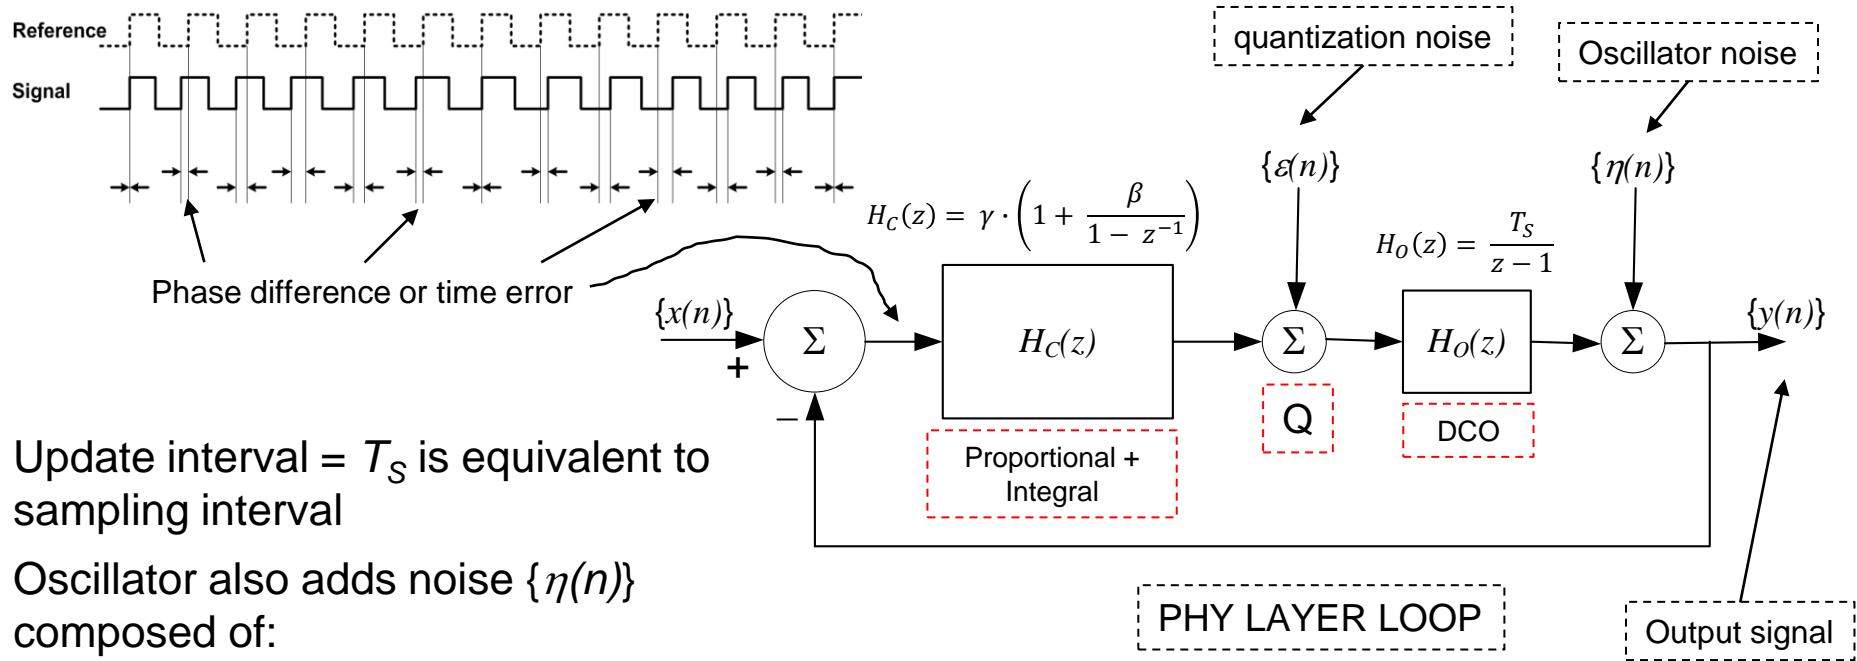 Reference
Signal
Phase difference or time error
quantization noise
Oscillator noise
{ε(n)}
{η(n)}
H_C(z) = γ · (1 + β / (1 − z⁻¹))
H_O(z) = T_S / (z − 1)
{x(n)}
+
−
Σ
H_C(z)
Σ
H_O(z)
Σ
{y(n)}
Proportional +
Integral
Q
DCO
PHY LAYER LOOP
Output signal
Update interval = T_S is equivalent to
sampling interval
Oscillator also adds noise {η(n)}
composed of: